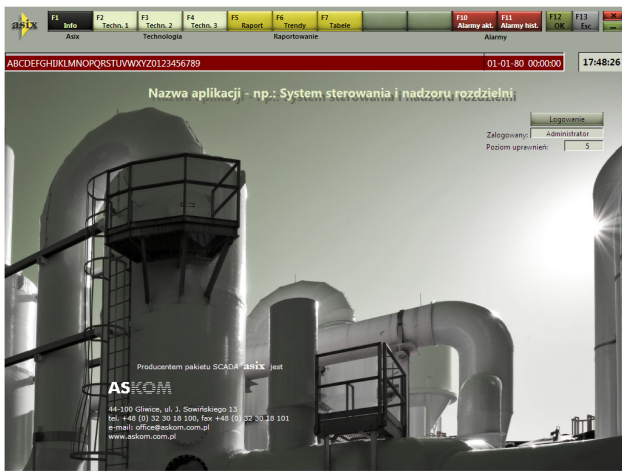 asix
F1 Info
F2 Techn. 1
F3 Techn. 2
F4 Techn. 3
F5 Raport
F6 Trendy
F7 Tabele
F10 Alarmy akt.
F11 Alarmy hist.
F12 OK
F13 Esc
Asix
Technologia
Raportowanie
Alarmy
ABCDEFGHIJKLMNOPQRSTUVWXYZ0123456789
01-01-80 00:00:00
17:48:26
Nazwa aplikacji - np.: System sterowania i nadzoru rozdzielni
Logowanie
Zalogowany: Administrator
Poziom uprawnień: 5
Producentem pakietu SCADA asix jest
ASKOM
44-100 Gliwice, ul. J. Sowińskiego 13
tel. +48 (0) 32 30 18 100, fax +48 (0) 32 30 18 101
e-mail: office@askom.com.pl
www.askom.com.pl